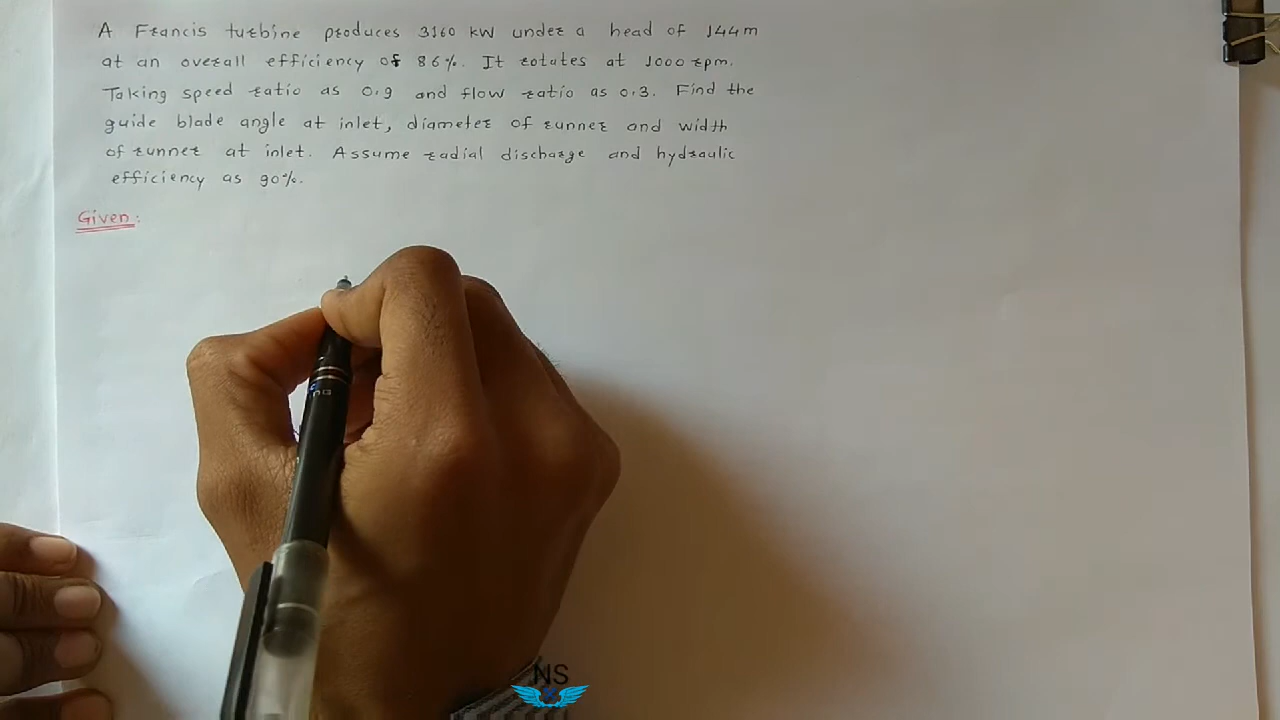 A Francis turbine produces 3160 kW under a head of 144m
at an overall efficiency of 86%. It rotates at 1000 rpm.
Taking speed ratio as 0.9 and flow ratio as 0.3. Find the
guide blade angle at inlet, diameter of runner and width
of runner at inlet. Assume radial discharge and hydraulic
efficiency as 90%.
Given:
NS